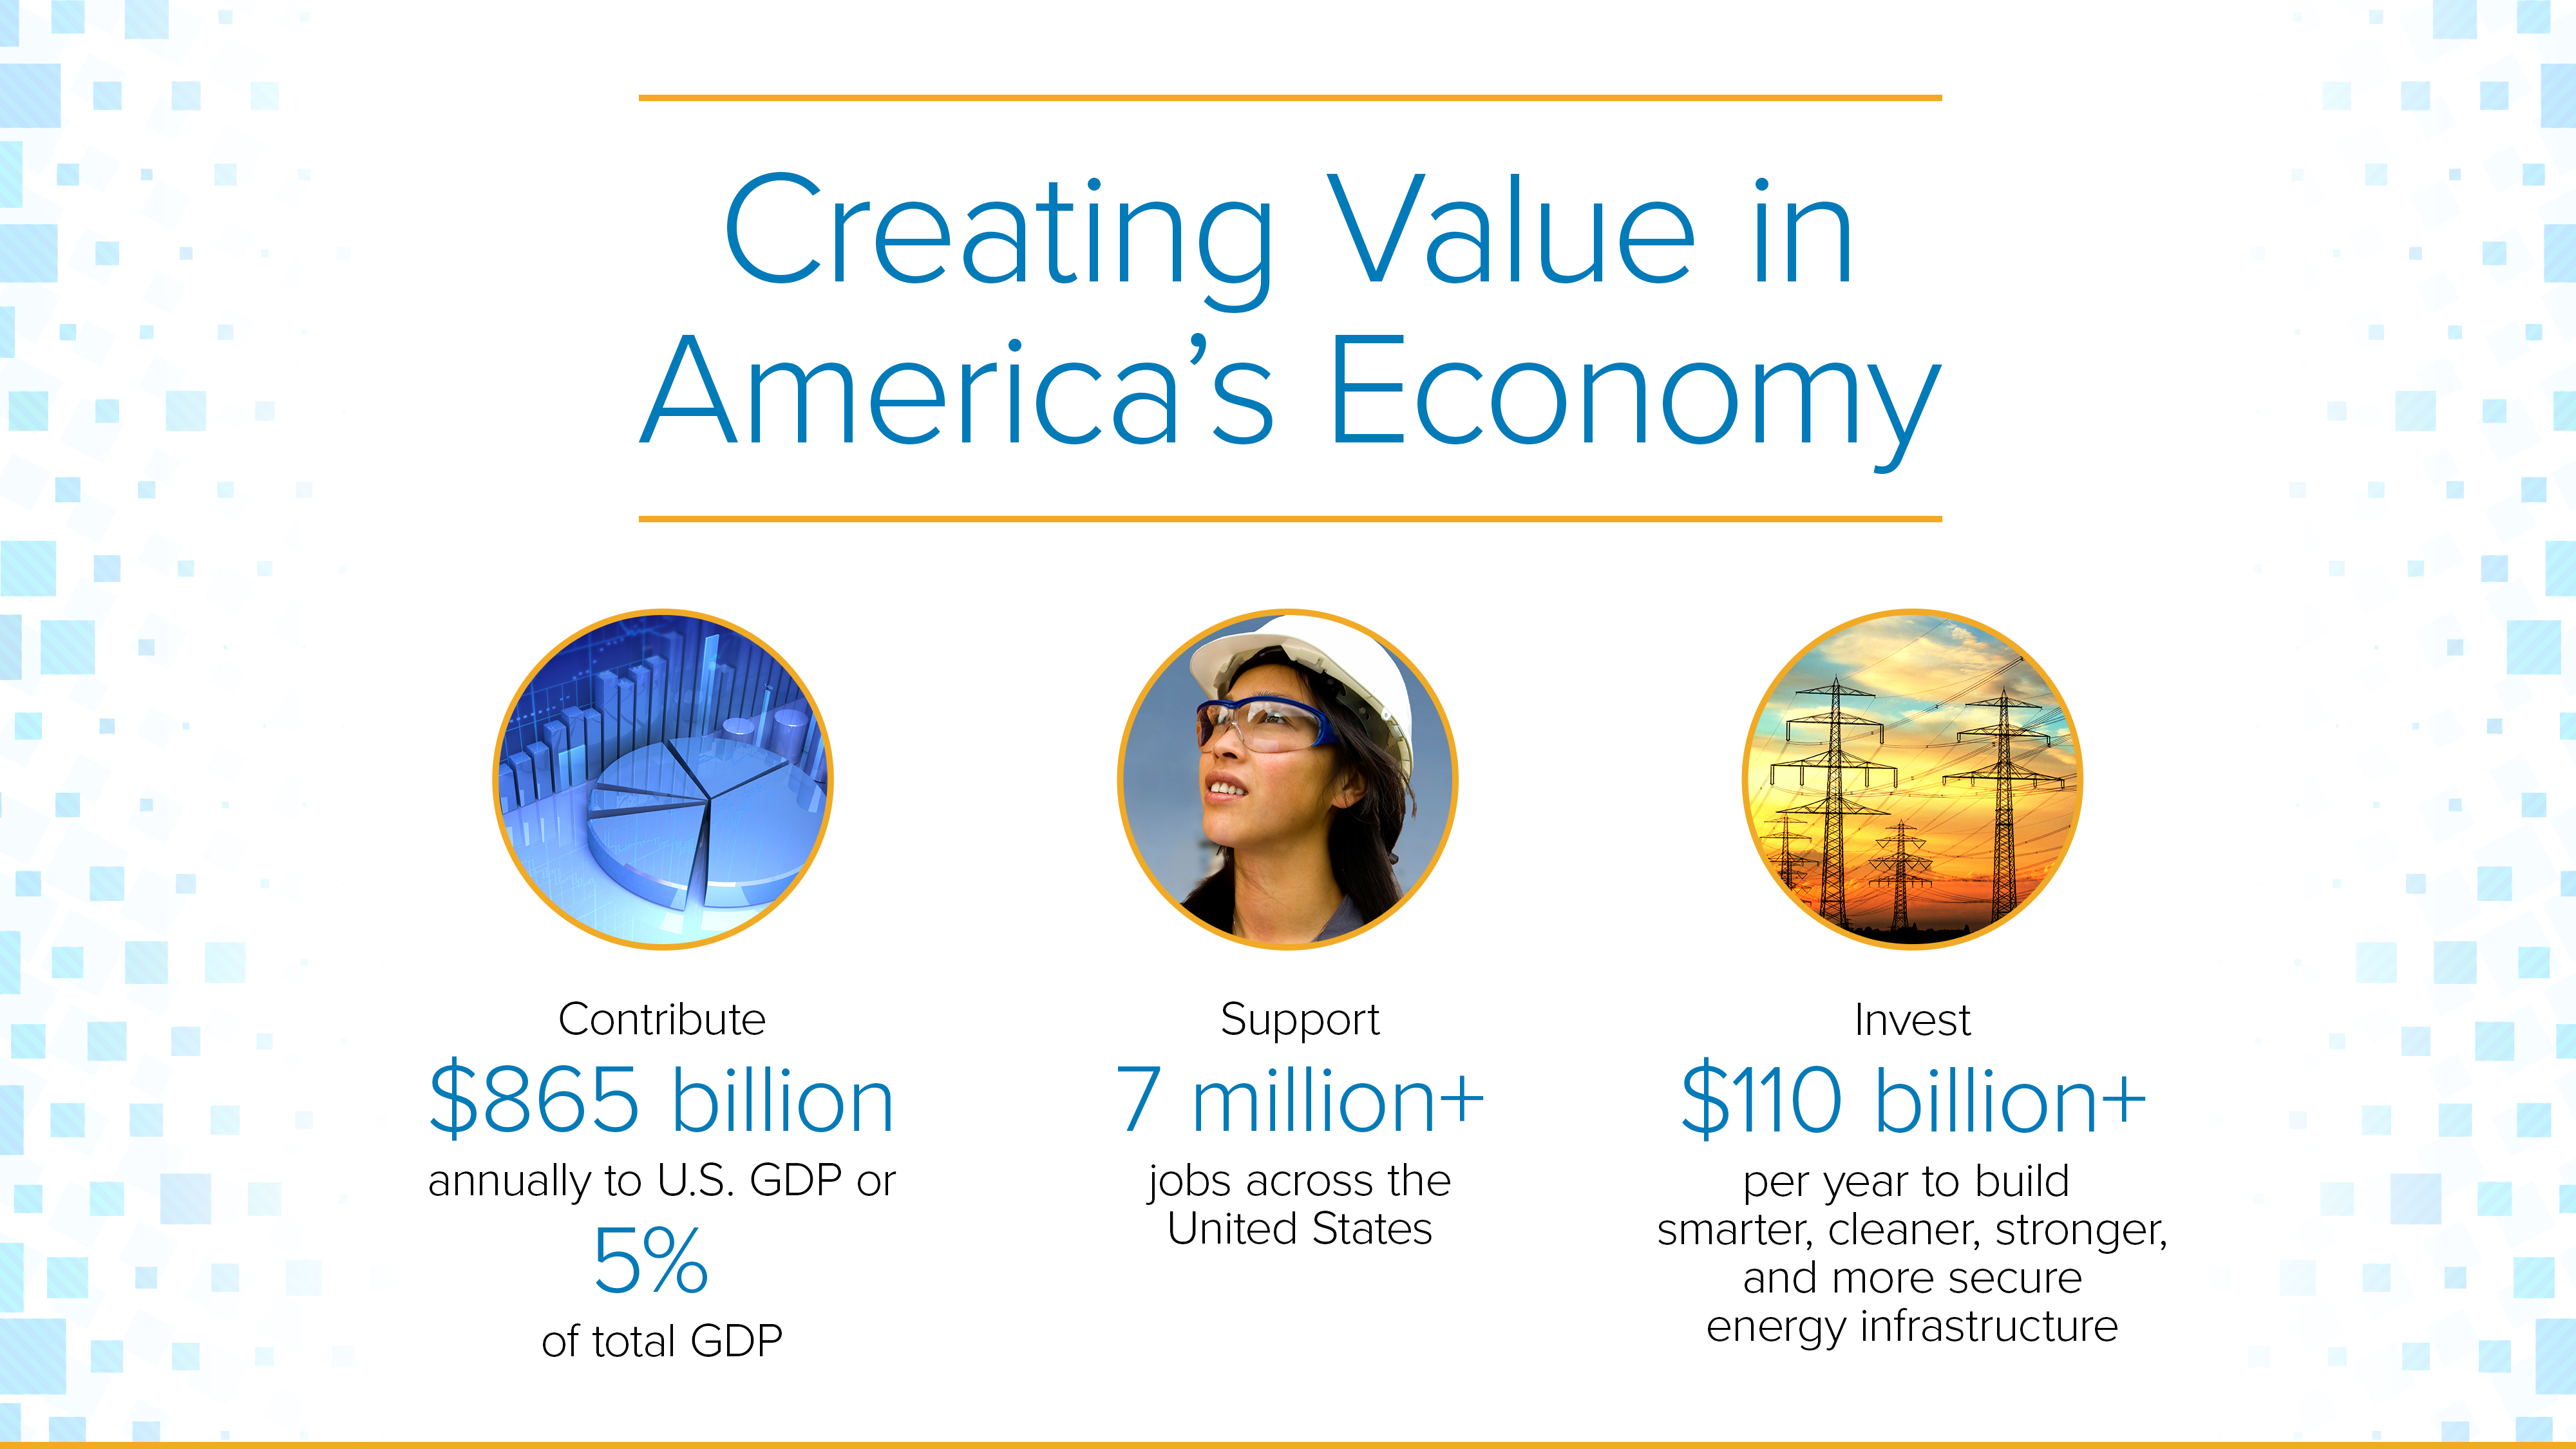 Creating Value in
America’s Economy
Contribute
$865 billion
annually to U.S. GDP or
5%
of total GDP
Support
7 million+
jobs across the
United States
Invest
$110 billion+
per year to build
smarter, cleaner, stronger,
and more secure
energy infrastructure